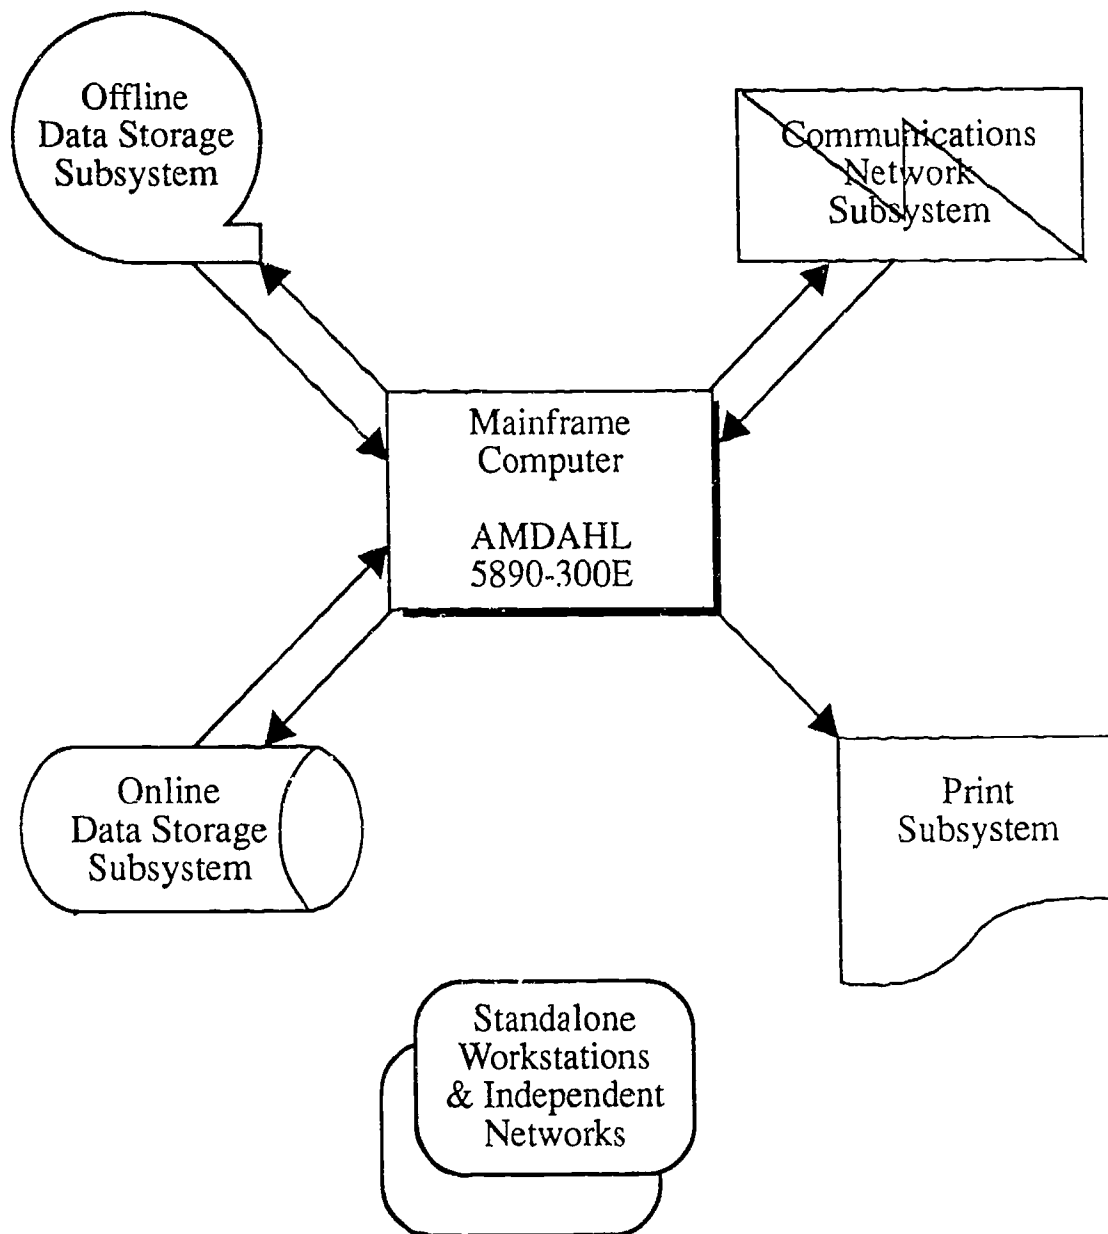 Offline
Data Storage
Subsystem
Communications
Network
Subsystem
Mainframe
Computer
AMDAHL
5890-300E
Online
Data Storage
Subsystem
Print
Subsystem
Standalone
Workstations
& Independent
Networks